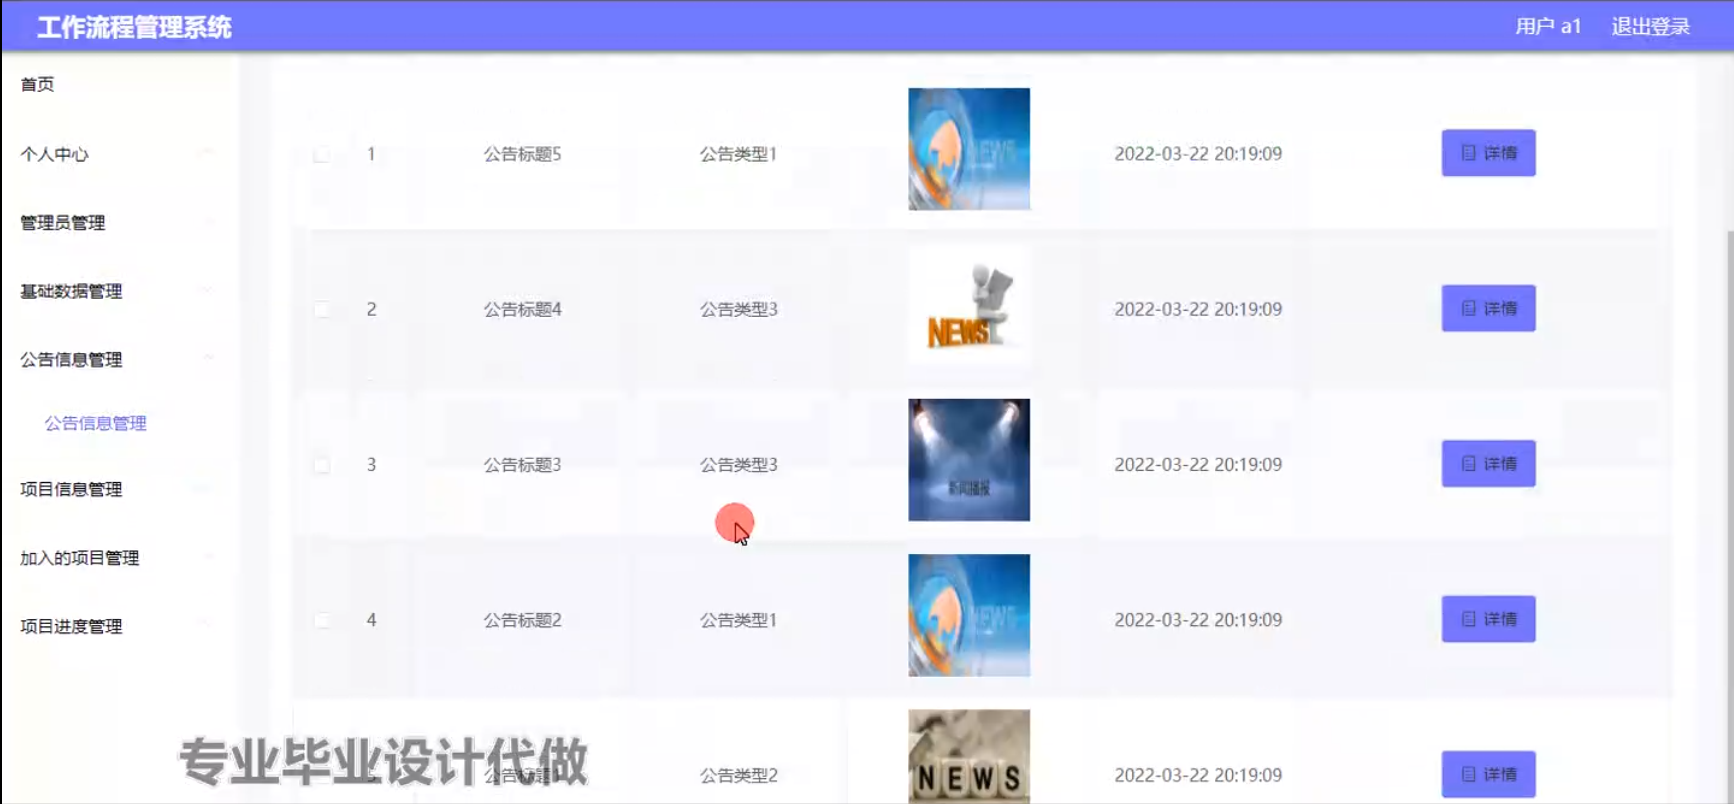 工作流程管理系统
用户 a1 退出登录
首页
个人中心
管理员管理
基础数据管理
公告信息管理
公告信息管理
项目信息管理
加入的项目管理
项目进度管理
1 公告标题5 公告类型1 NEWS 2022-03-22 20:19:09 详情
2 公告标题4 公告类型3 NEWS 2022-03-22 20:19:09 详情
3 公告标题3 公告类型3 新闻播报 2022-03-22 20:19:09 详情
4 公告标题2 公告类型1 NEWS 2022-03-22 20:19:09 详情
5 公告标题1 公告类型2 NEWS 2022-03-22 20:19:09 详情
专业毕业设计代做